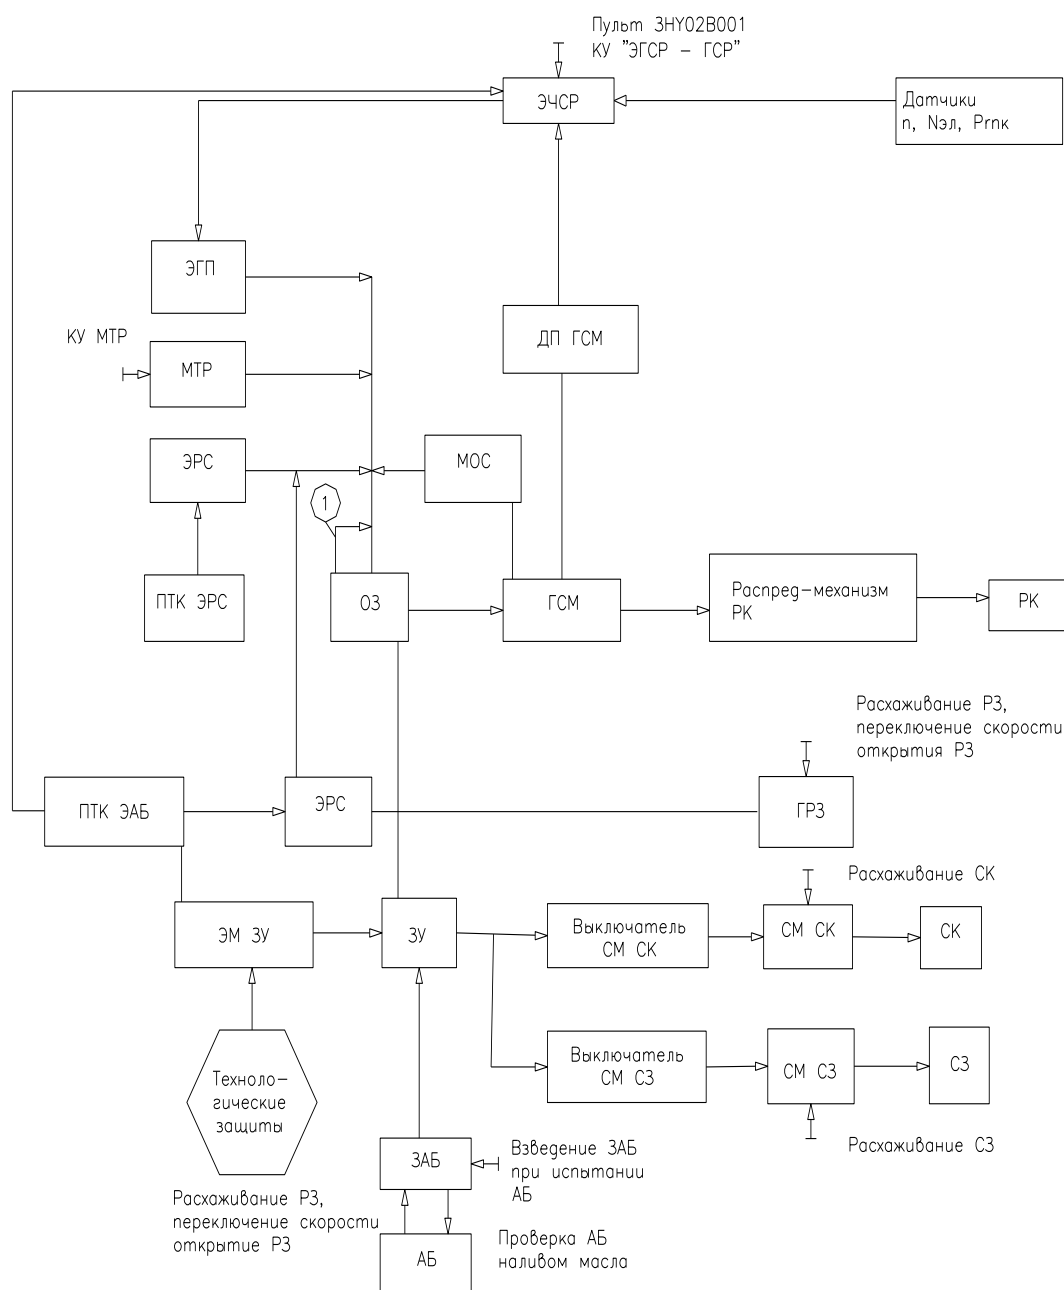 Пульт 3HY02B001
КУ "ЭГСР – ГСР"
ЭЧСР
Датчики
n, Nэл, Prпк
ЭГП
ДП ГСМ
КУ МТР
МТР
ЭРС
МОС
1
ПТК ЭРС
ОЗ
ГСМ
Распред-механизм
РК
РК
Расхаживание РЗ,
переключение скорости
открытия РЗ
ПТК ЭАБ
ЭРС
ГРЗ
Расхаживание СК
ЭМ ЗУ
ЗУ
Выключатель
СМ СК
СМ СК
СК
Выключатель
СМ СЗ
СМ СЗ
СЗ
Техноло-
гические
защиты
Расхаживание СЗ
ЗАБ
Взведение ЗАБ
при испытании
АБ
Расхаживание РЗ,
переключение скорости
открытие РЗ
АБ
Проверка АБ
наливом масла